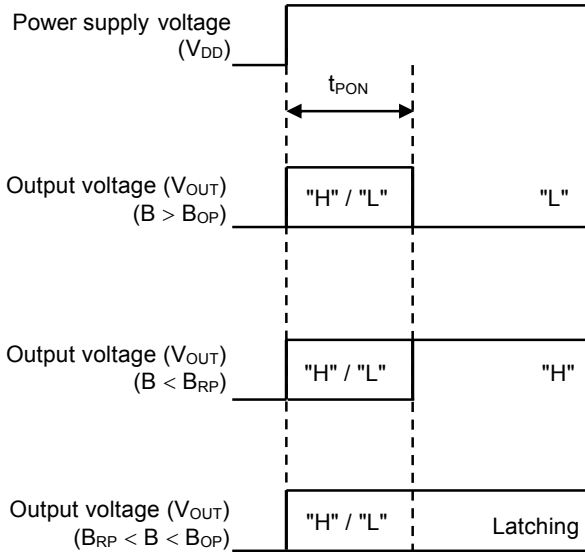 Power supply voltage
(VDD)
tPON
Output voltage (VOUT)
(B > BOP)
"H" / "L"
"L"
Output voltage (VOUT)
(B < BRP)
"H" / "L"
"H"
Output voltage (VOUT)
(BRP < B < BOP)
"H" / "L"
Latching